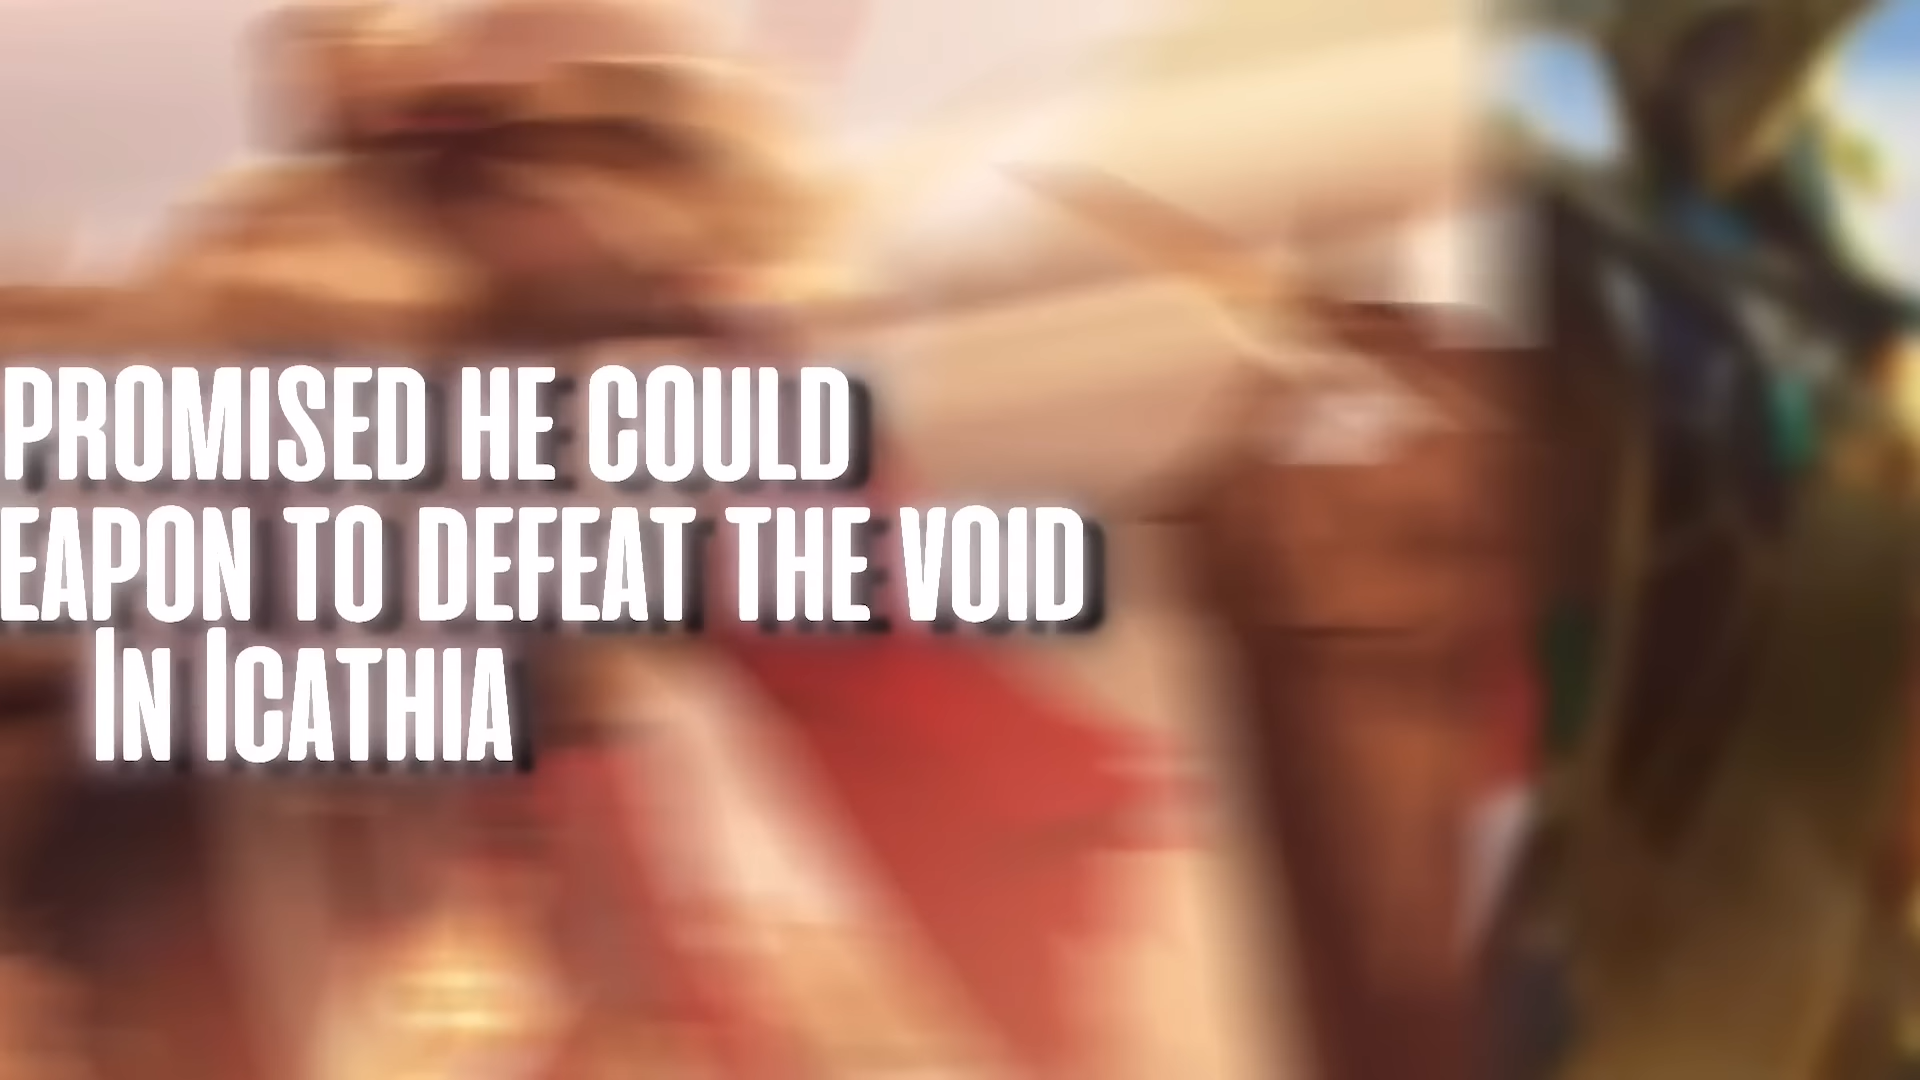 PROMISED HE COULD
EAPON TO DEFEAT THE VOID
IN ICATHIA